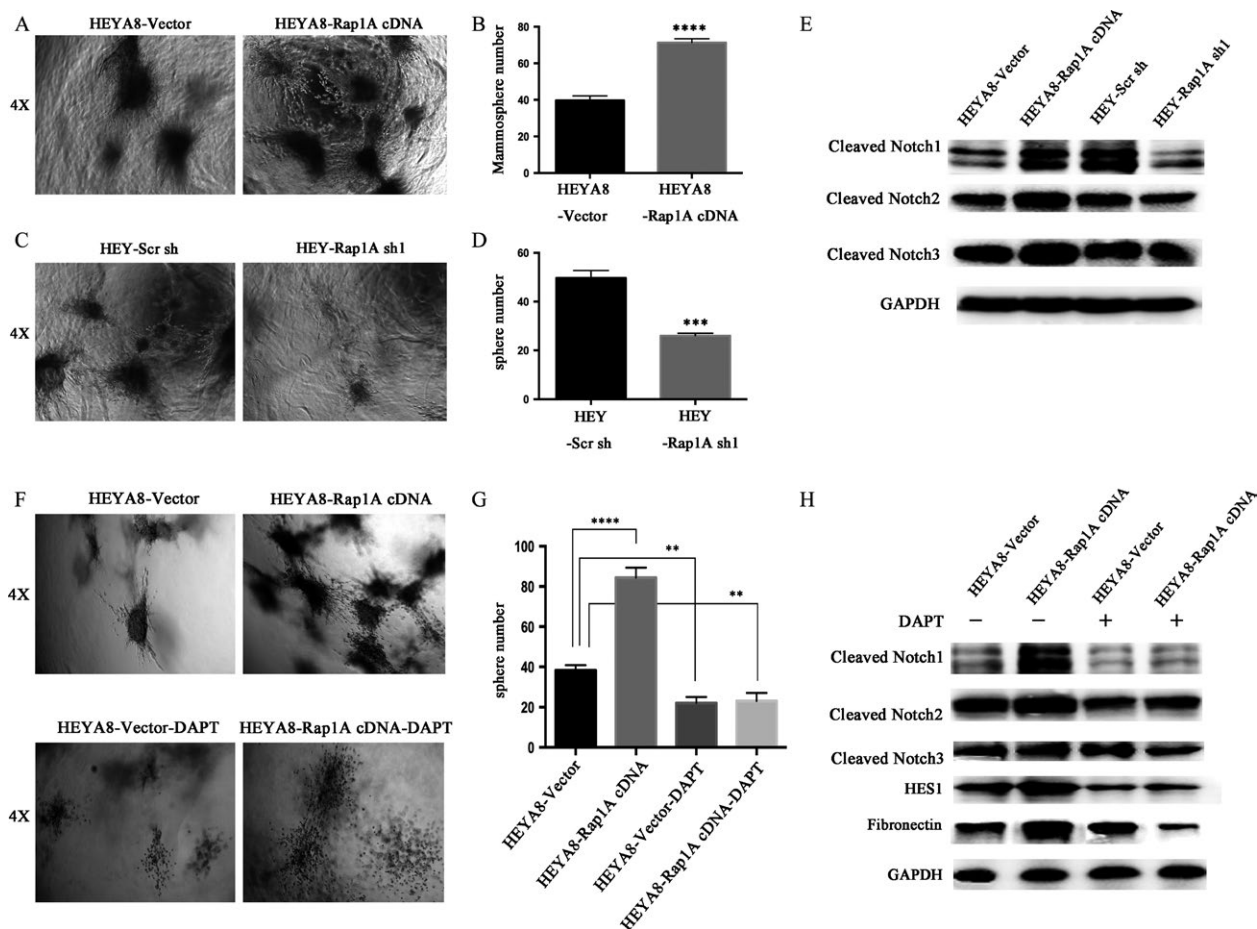 A
HEYA8-Vector
HEYA8-Rap1A cDNA
4X
B
Mammosphere number
80
60
40
20
0
****
HEYA8
-Vector
HEYA8
-Rap1A cDNA
C
HEY-Scr sh
HEY-Rap1A sh1
4X
D
sphere number
60
40
20
0
***
HEY
-Scr sh
HEY
-Rap1A sh1
E
HEYA8-Vector
HEYA8-Rap1A cDNA
HEY-Scr sh
HEY-Rap1A sh1
Cleaved Notch1
Cleaved Notch2
Cleaved Notch3
GAPDH
F
HEYA8-Vector
HEYA8-Rap1A cDNA
4X
HEYA8-Vector-DAPT
HEYA8-Rap1A cDNA-DAPT
4X
G
sphere number
100
80
60
40
20
0
****
**
**
HEYA8-Vector
HEYA8-Rap1A cDNA
HEYA8-Vector-DAPT
HEYA8-Rap1A cDNA-DAPT
H
HEYA8-Vector
HEYA8-Rap1A cDNA
HEYA8-Vector
HEYA8-Rap1A cDNA
DAPT − − + +
Cleaved Notch1
Cleaved Notch2
Cleaved Notch3
HES1
Fibronectin
GAPDH